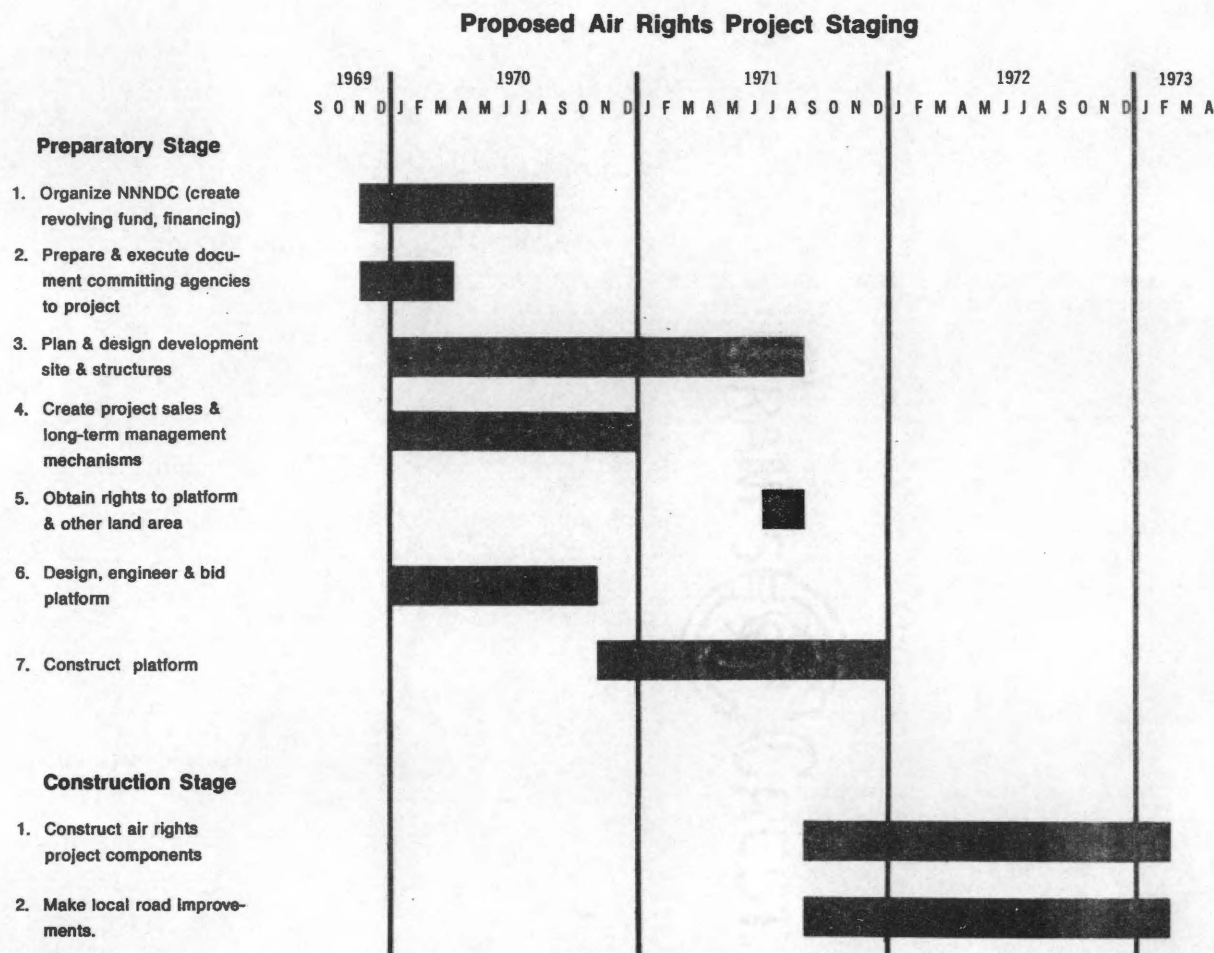 Proposed Air Rights Project Staging
1969 1970 1971 1972 1973
S O N D J F M A M J J A S O N D J F M A M J J A S O N D J F M A M J J A S O N D J F M A
Preparatory Stage
1. Organize NNNDC (create
revolving fund, financing)
2. Prepare & execute docu-
ment committing agencies
to project
3. Plan & design development
site & structures
4. Create project sales &
long-term management
mechanisms
5. Obtain rights to platform
& other land area
6. Design, engineer & bid
platform
7. Construct platform
Construction Stage
1. Construct air rights
project components
2. Make local road improve-
ments.